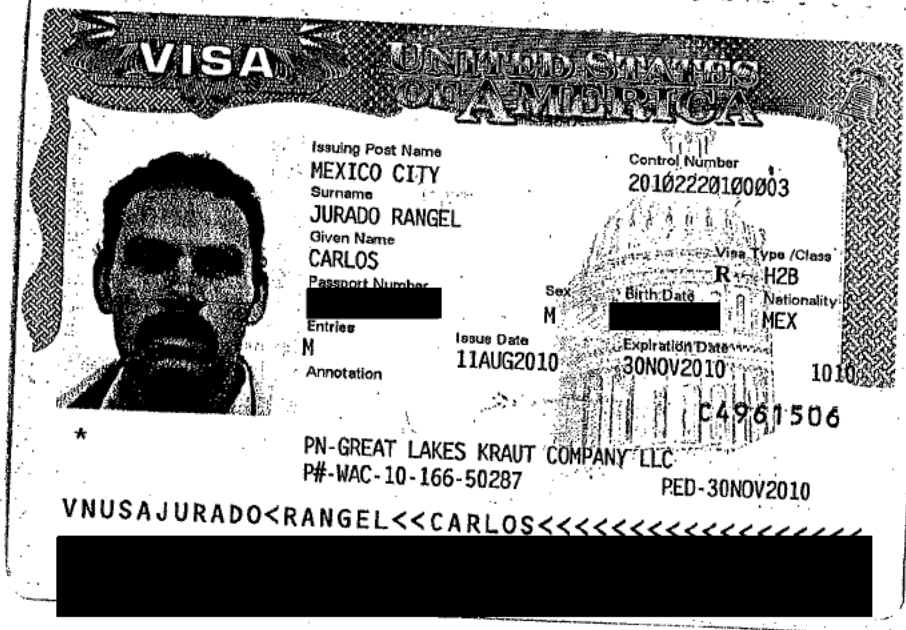 VISA UNITED STATES
OF AMERICA
Issuing Post Name
MEXICO CITY
Control Number
20102220100003
Surname
JURADO RANGEL
Given Name
CARLOS
Visa Type /Class
R H2B
Passport Number
Sex
M
Birth Date
Nationality
MEX
Entries
M
Issue Date
11AUG2010
Expiration Date
30NOV2010
1010
Annotation
C4961506
*
PN-GREAT LAKES KRAUT COMPANY LLC
P#-WAC-10-166-50287
PED-30NOV2010
VNUSAJURADO<RANGEL<<CARLOS<<<<<<<<<<<<<<<<<<